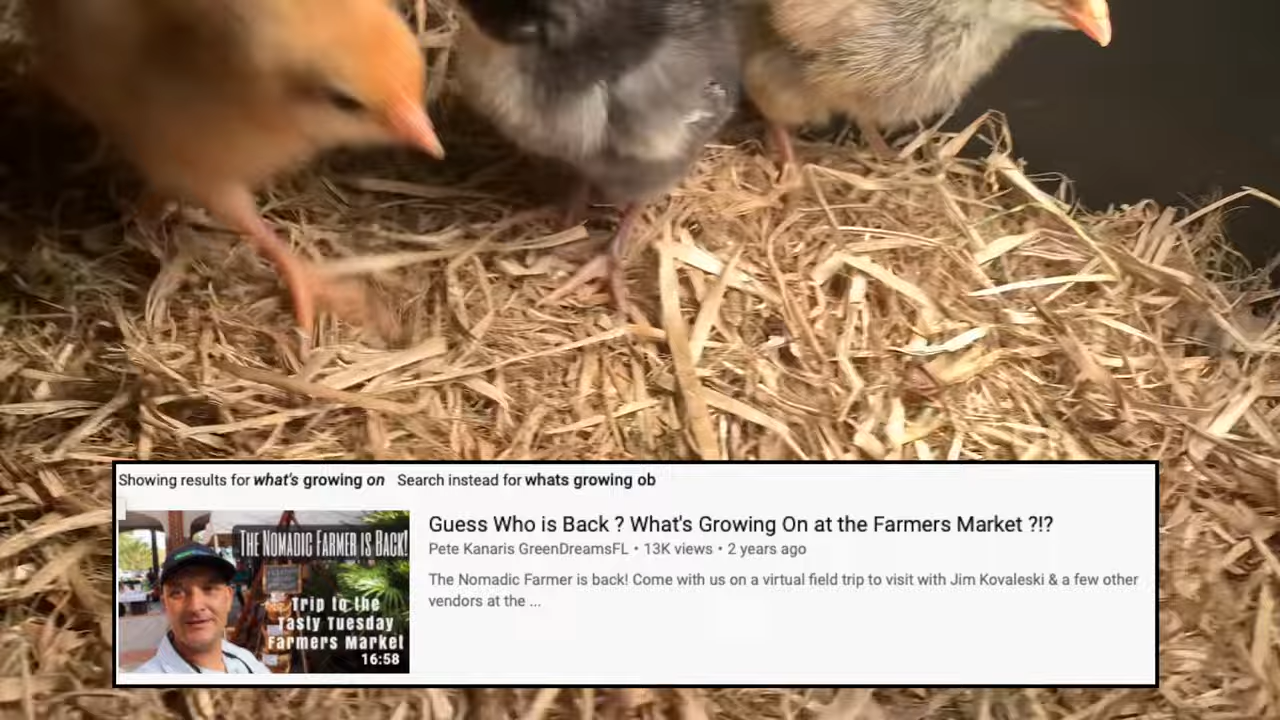 Showing results for what's growing on Search instead for whats growing ob
THE NOMADIC FARMER IS BACK!
Trip to the
Tasty Tuesday
Farmers Market
16:58
Guess Who is Back ? What's Growing On at the Farmers Market ?!?
Pete Kanaris GreenDreamsFL • 13K views • 2 years ago
The Nomadic Farmer is back! Come with us on a virtual field trip to visit with Jim Kovaleski & a few other
vendors at the ...